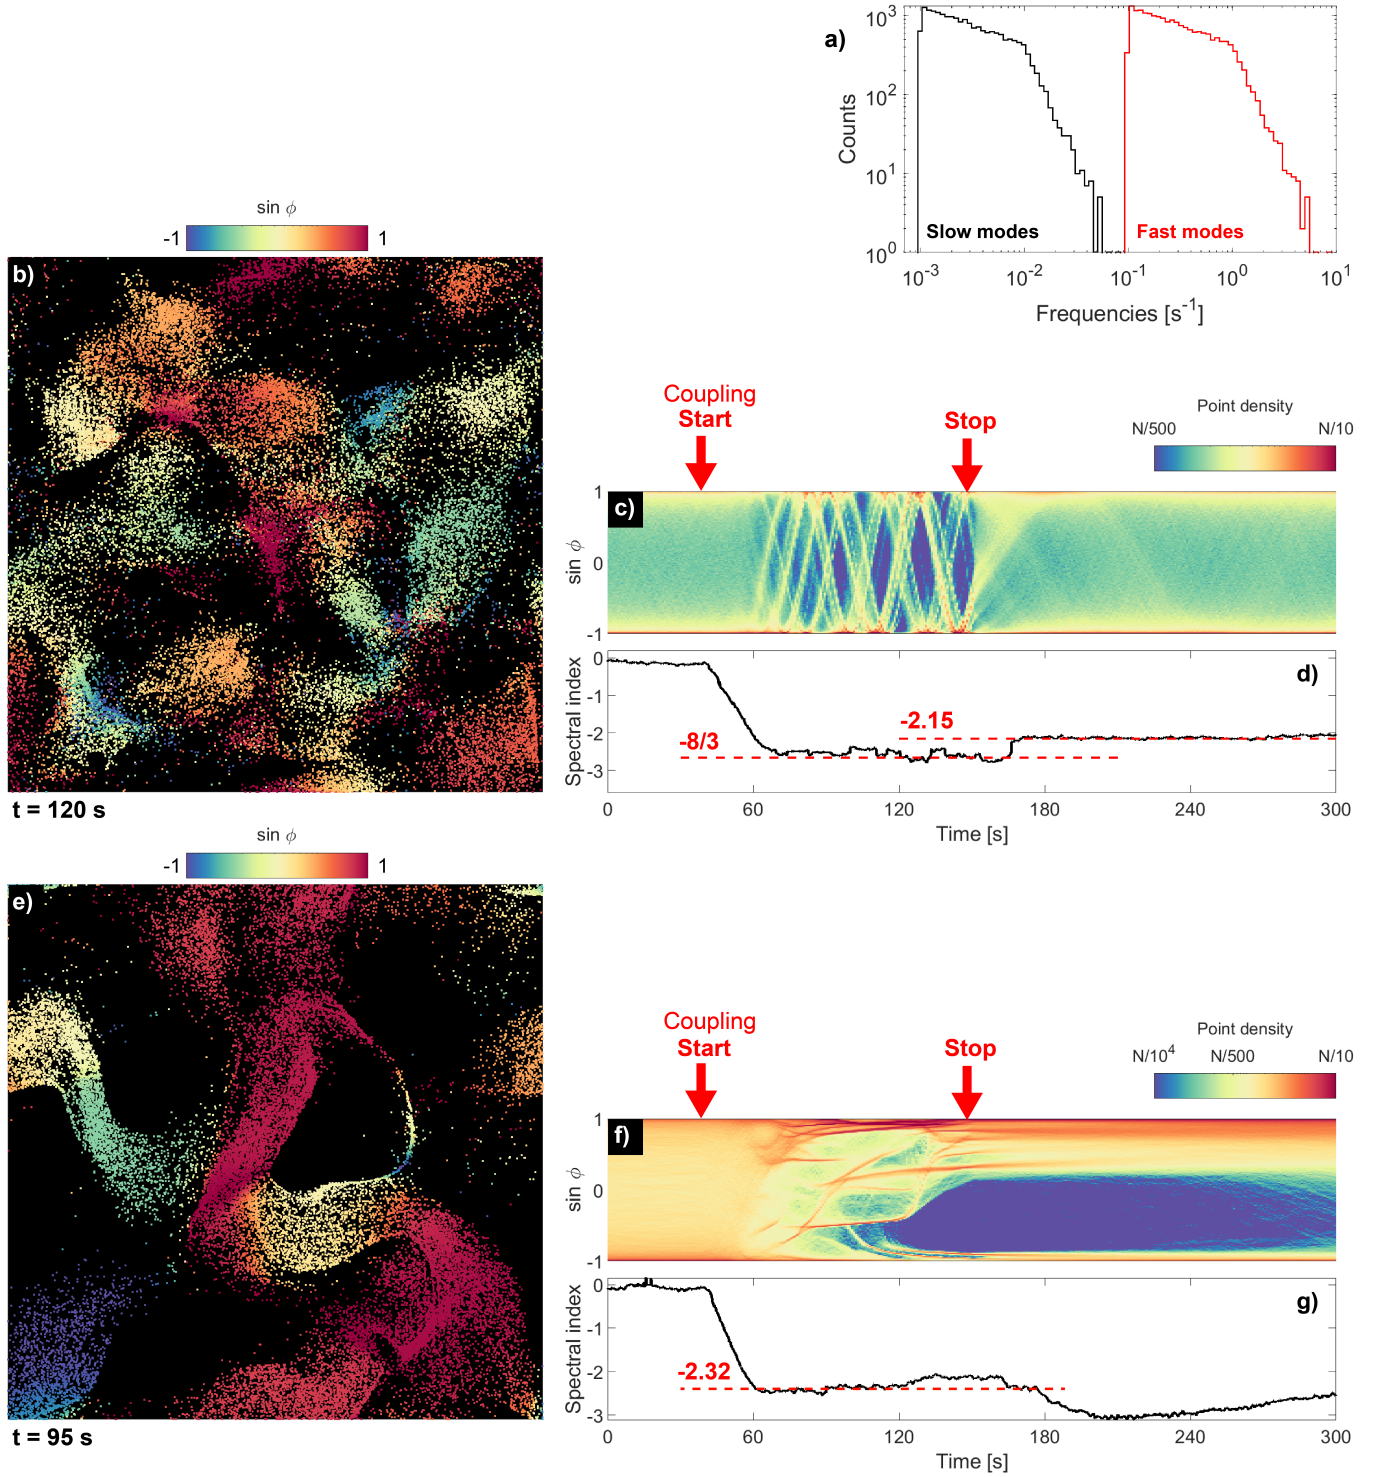 a)
10^3
10^2
10^1
10^0
Counts
Slow modes
Fast modes
10^-3
10^-2
10^-1
10^0
10^1
Frequencies [s^-1]
sin ϕ
-1
1
b)
t = 120 s
Coupling
Start
Stop
Point density
N/500
N/10
c)
1
0
-1
sin ϕ
d)
0
-1
-2
-3
Spectral index
-8/3
-2.15
0
60
120
180
240
300
Time [s]
sin ϕ
-1
1
e)
t = 95 s
Coupling
Start
Stop
Point density
N/10^4
N/500
N/10
f)
1
0
-1
sin ϕ
g)
0
-1
-2
-3
Spectral index
-2.32
0
60
120
180
240
300
Time [s]